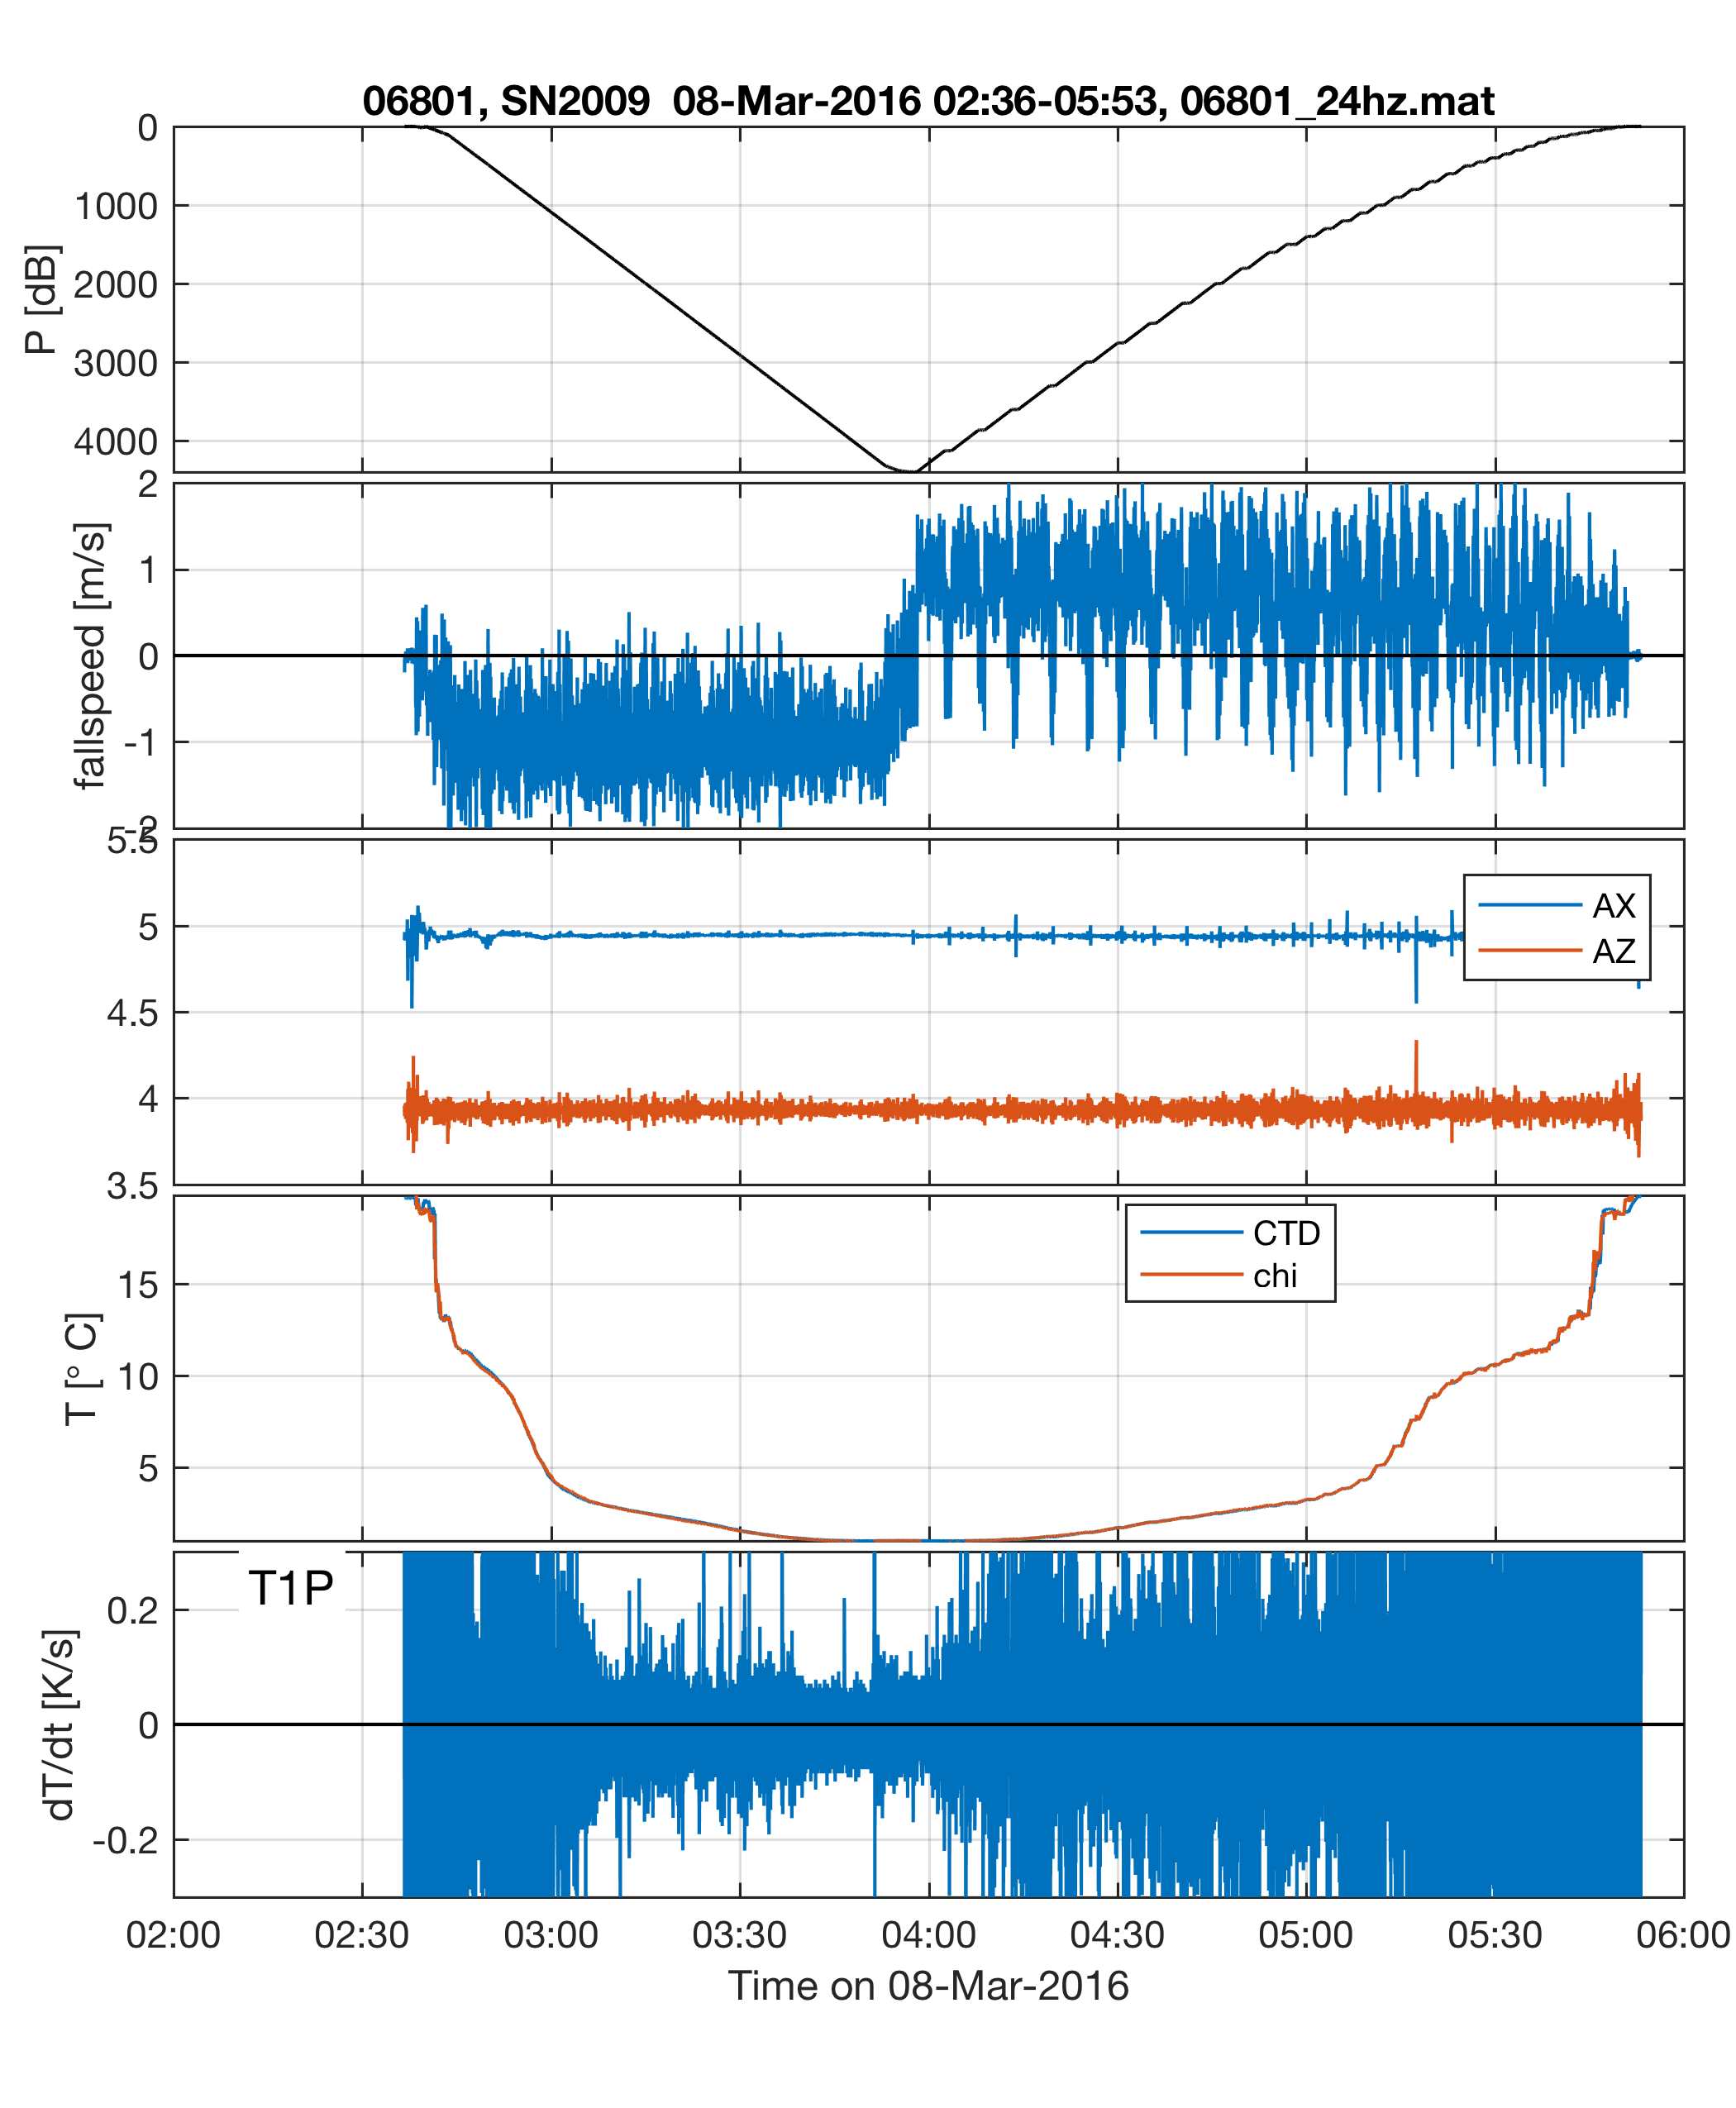 06801, SN2009  08-Mar-2016 02:36-05:53, 06801_24hz.mat
0
1000
2000
3000
4000
P [dB]
2
1
0
-1
-2
fallspeed [m/s]
5.5
5
4.5
4
3.5
AX
AZ
15
10
5
T [° C]
CTD
chi
T1P
0.2
0
-0.2
dT/dt [K/s]
02:00 02:30 03:00 03:30 04:00 04:30 05:00 05:30 06:00
Time on 08-Mar-2016